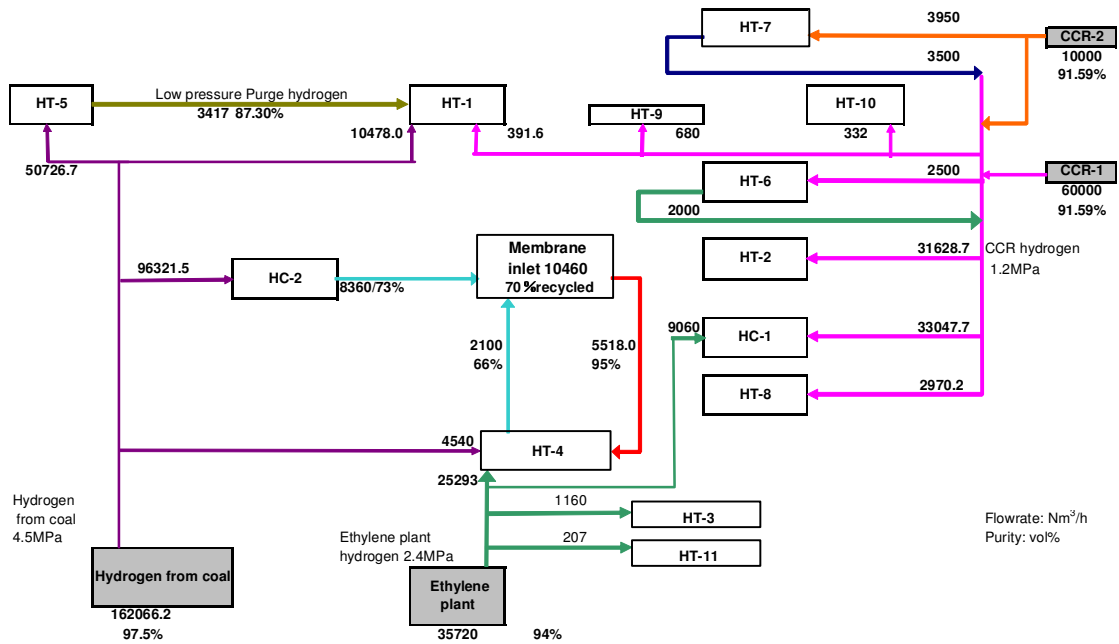 HT-7
3950
CCR-2
10000
91.59%
3500
HT-5
Low pressure Purge hydrogen
3417 87.30%
HT-1
HT-9
HT-10
10478.0
391.6
680
332
50726.7
HT-6
2500
CCR-1
60000
91.59%
2000
Membrane
inlet 10460
70%recycled
HT-2
31628.7
CCR hydrogen
1.2MPa
96321.5
HC-2
8360/73%
2100
66%
5518.0
95%
9060
HC-1
33047.7
HT-8
2970.2
4540
HT-4
25293
Hydrogen
from coal
4.5MPa
1160
HT-3
Ethylene plant
hydrogen 2.4MPa
207
HT-11
Flowrate: Nm³/h
Purity: vol%
Hydrogen from coal
162066.2
97.5%
Ethylene
plant
35720 94%